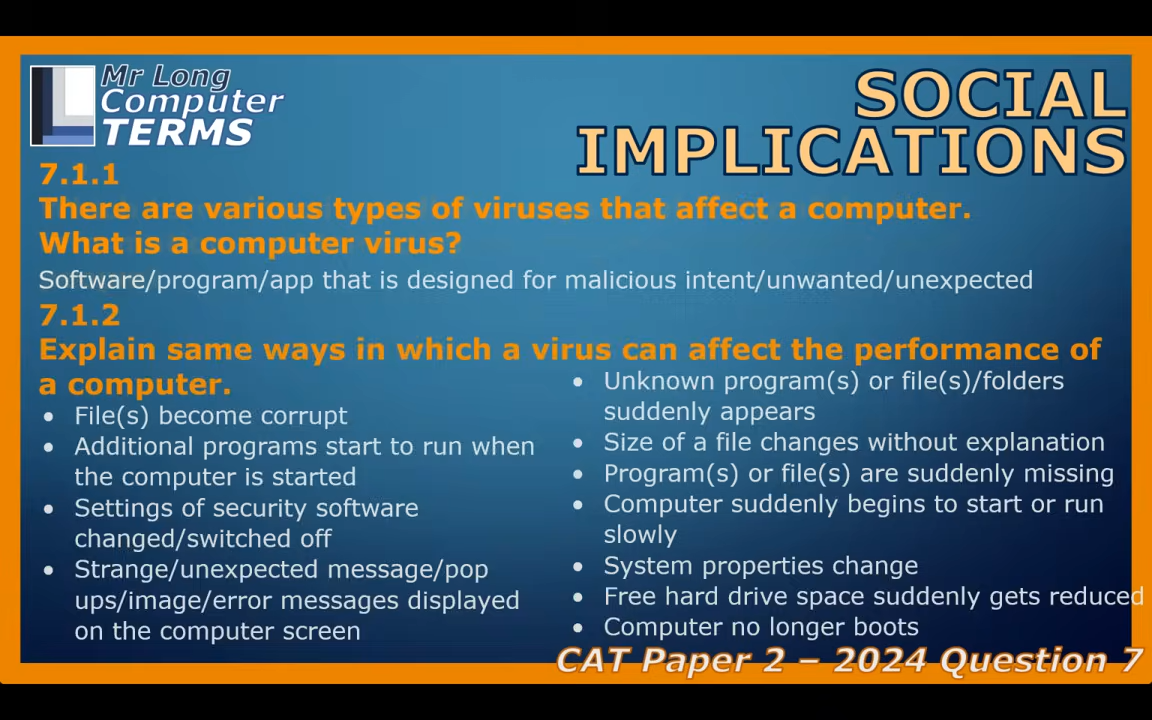 Mr Long
Computer
TERMS
SOCIAL
IMPLICATIONS
7.1.1
There are various types of viruses that affect a computer.
What is a computer virus?
Software/program/app that is designed for malicious intent/unwanted/unexpected
7.1.2
Explain same ways in which a virus can affect the performance of
a computer.
• File(s) become corrupt
• Additional programs start to run when
the computer is started
• Settings of security software
changed/switched off
• Strange/unexpected message/pop
ups/image/error messages displayed
on the computer screen
• Unknown program(s) or file(s)/folders
suddenly appears
• Size of a file changes without explanation
• Program(s) or file(s) are suddenly missing
• Computer suddenly begins to start or run
slowly
• System properties change
• Free hard drive space suddenly gets reduced
• Computer no longer boots
CAT Paper 2 – 2024 Question 7